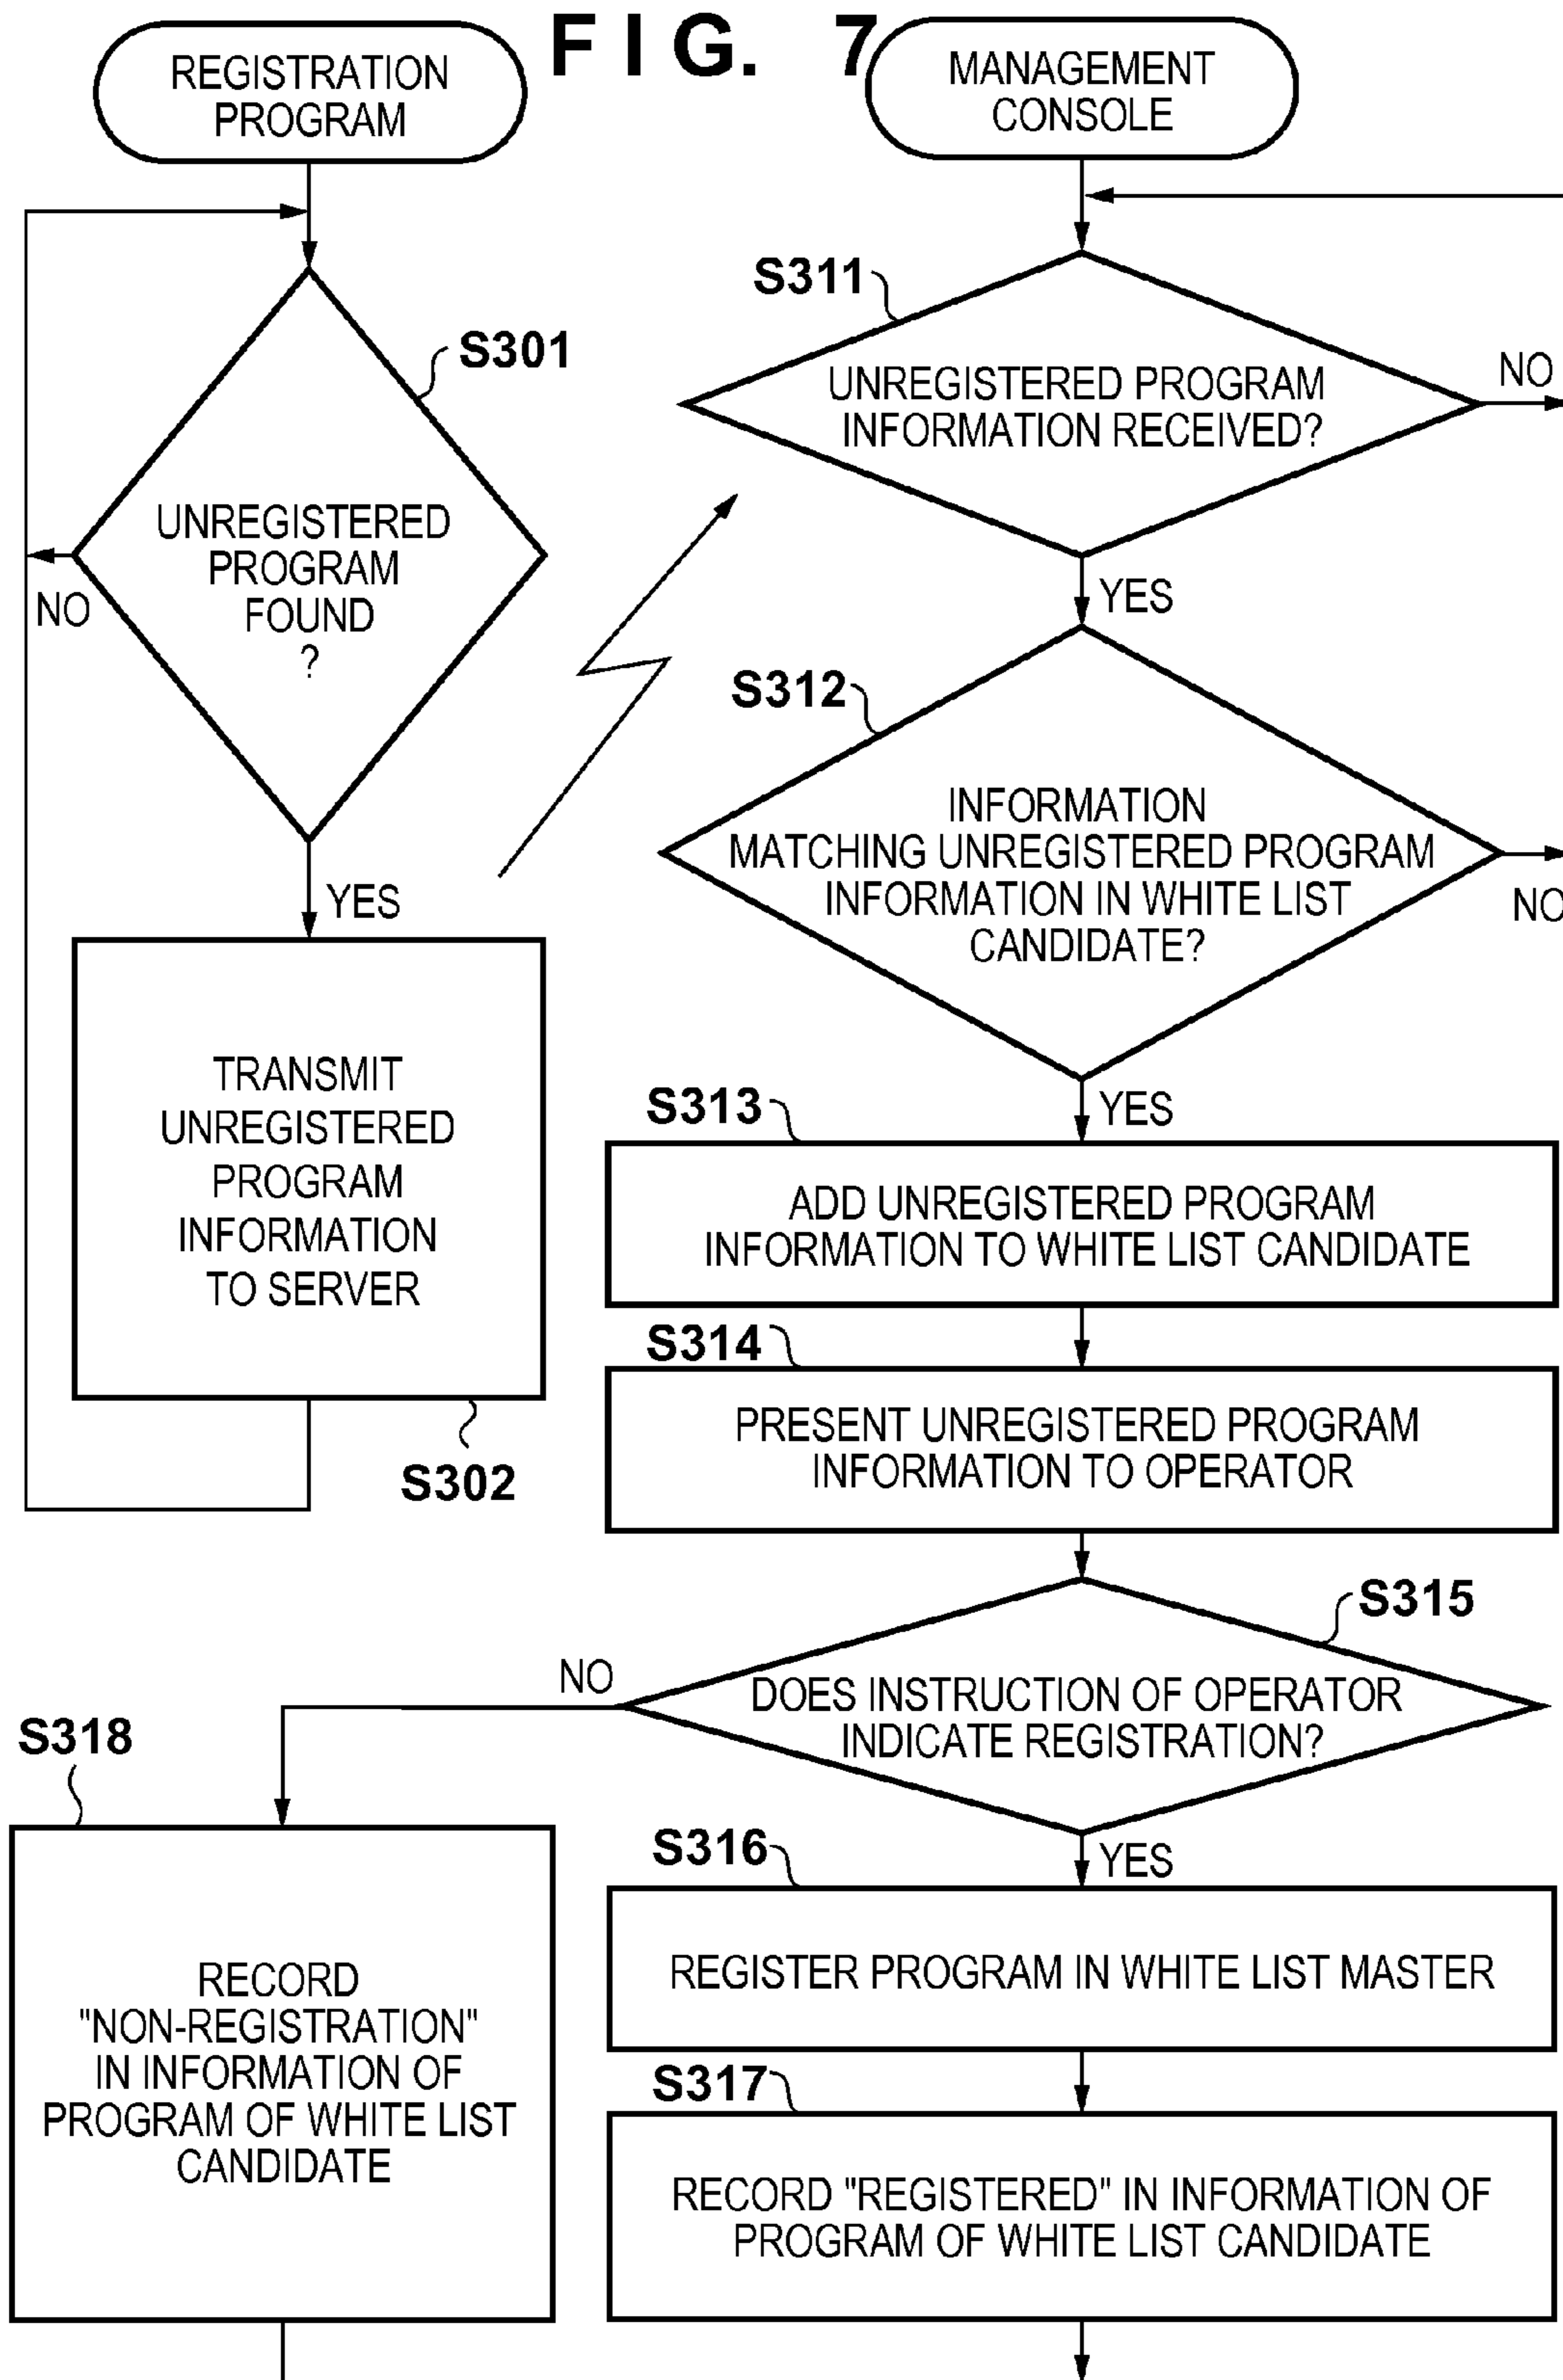 FIG. 7
REGISTRATION
PROGRAM
S301
UNREGISTERED
PROGRAM
FOUND
?
NO
YES
TRANSMIT
UNREGISTERED
PROGRAM
INFORMATION
TO SERVER
S302
MANAGEMENT
CONSOLE
S311
UNREGISTERED PROGRAM
INFORMATION RECEIVED?
NO
YES
S312
INFORMATION
MATCHING UNREGISTERED PROGRAM
INFORMATION IN WHITE LIST
CANDIDATE?
NO
YES
S313
ADD UNREGISTERED PROGRAM
INFORMATION TO WHITE LIST CANDIDATE
S314
PRESENT UNREGISTERED PROGRAM
INFORMATION TO OPERATOR
S315
DOES INSTRUCTION OF OPERATOR
INDICATE REGISTRATION?
NO
YES
S318
RECORD
"NON-REGISTRATION"
IN INFORMATION OF
PROGRAM OF WHITE LIST
CANDIDATE
S316
REGISTER PROGRAM IN WHITE LIST MASTER
S317
RECORD "REGISTERED" IN INFORMATION OF
PROGRAM OF WHITE LIST CANDIDATE